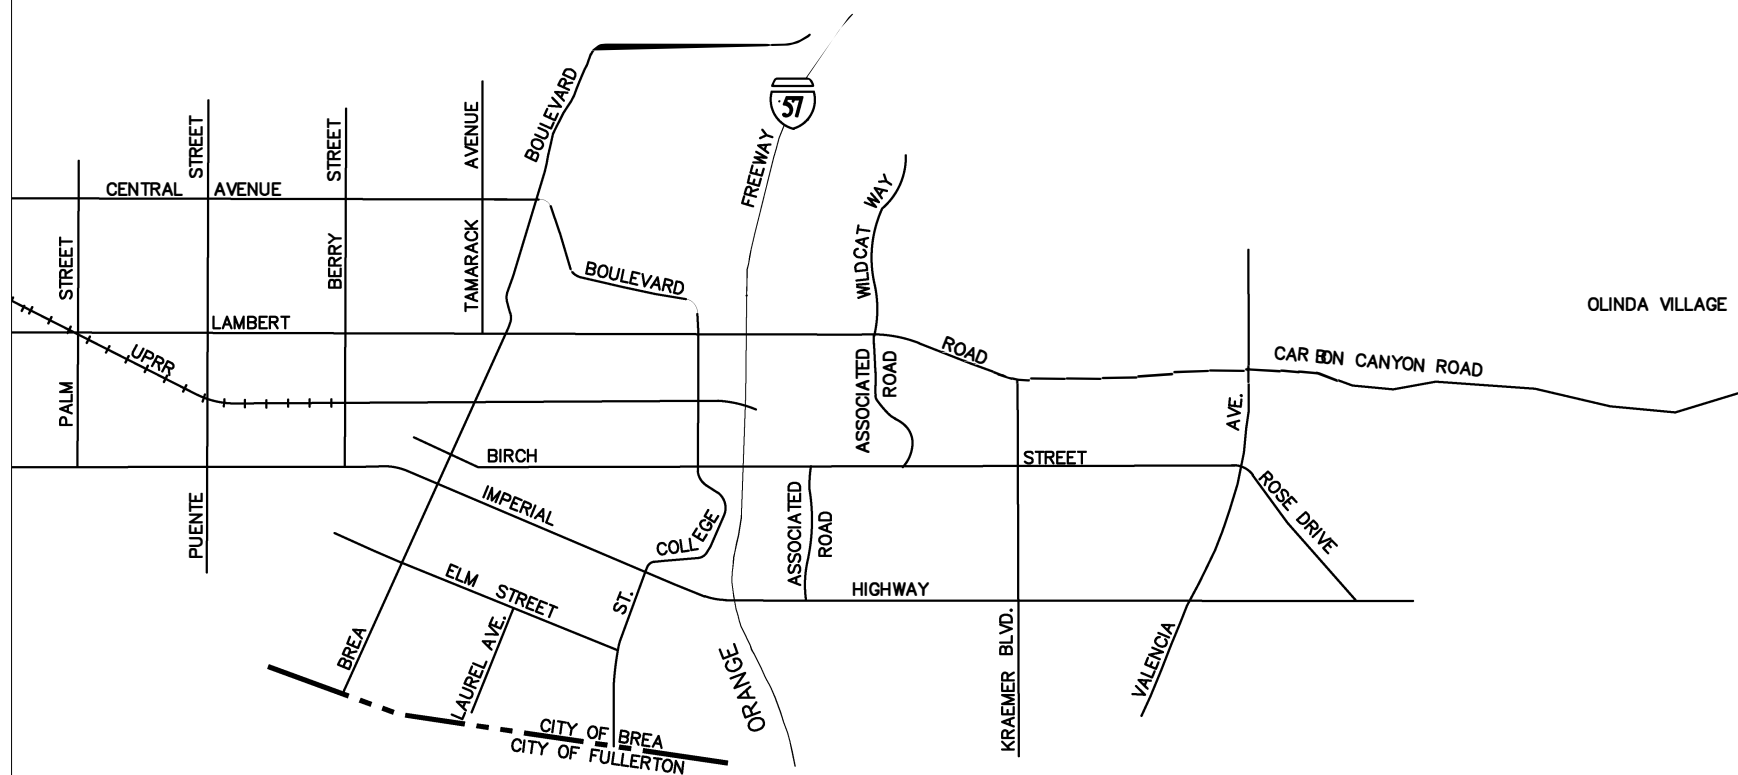 BOULEVARD
57
STREET
STREET
AVENUE
FREEWAY
CENTRAL AVENUE
WAY
STREET
BERRY
TAMARACK
BOULEVARD
WILDCAT
OLINDA VILLAGE
LAMBERT
ROAD
UPRR
PALM
ASSOCIATED
ROAD
CARBON CANYON ROAD
AVE.
BIRCH
STREET
PUENTE
IMPERIAL
COLLEGE
ASSOCIATED
ROAD
ROSE DRIVE
ELM STREET
ST.
HIGHWAY
BREA
LAUREL AVE.
ORANGE
KRAEMER BLVD.
VALENCIA
CITY OF BREA
CITY OF FULLERTON